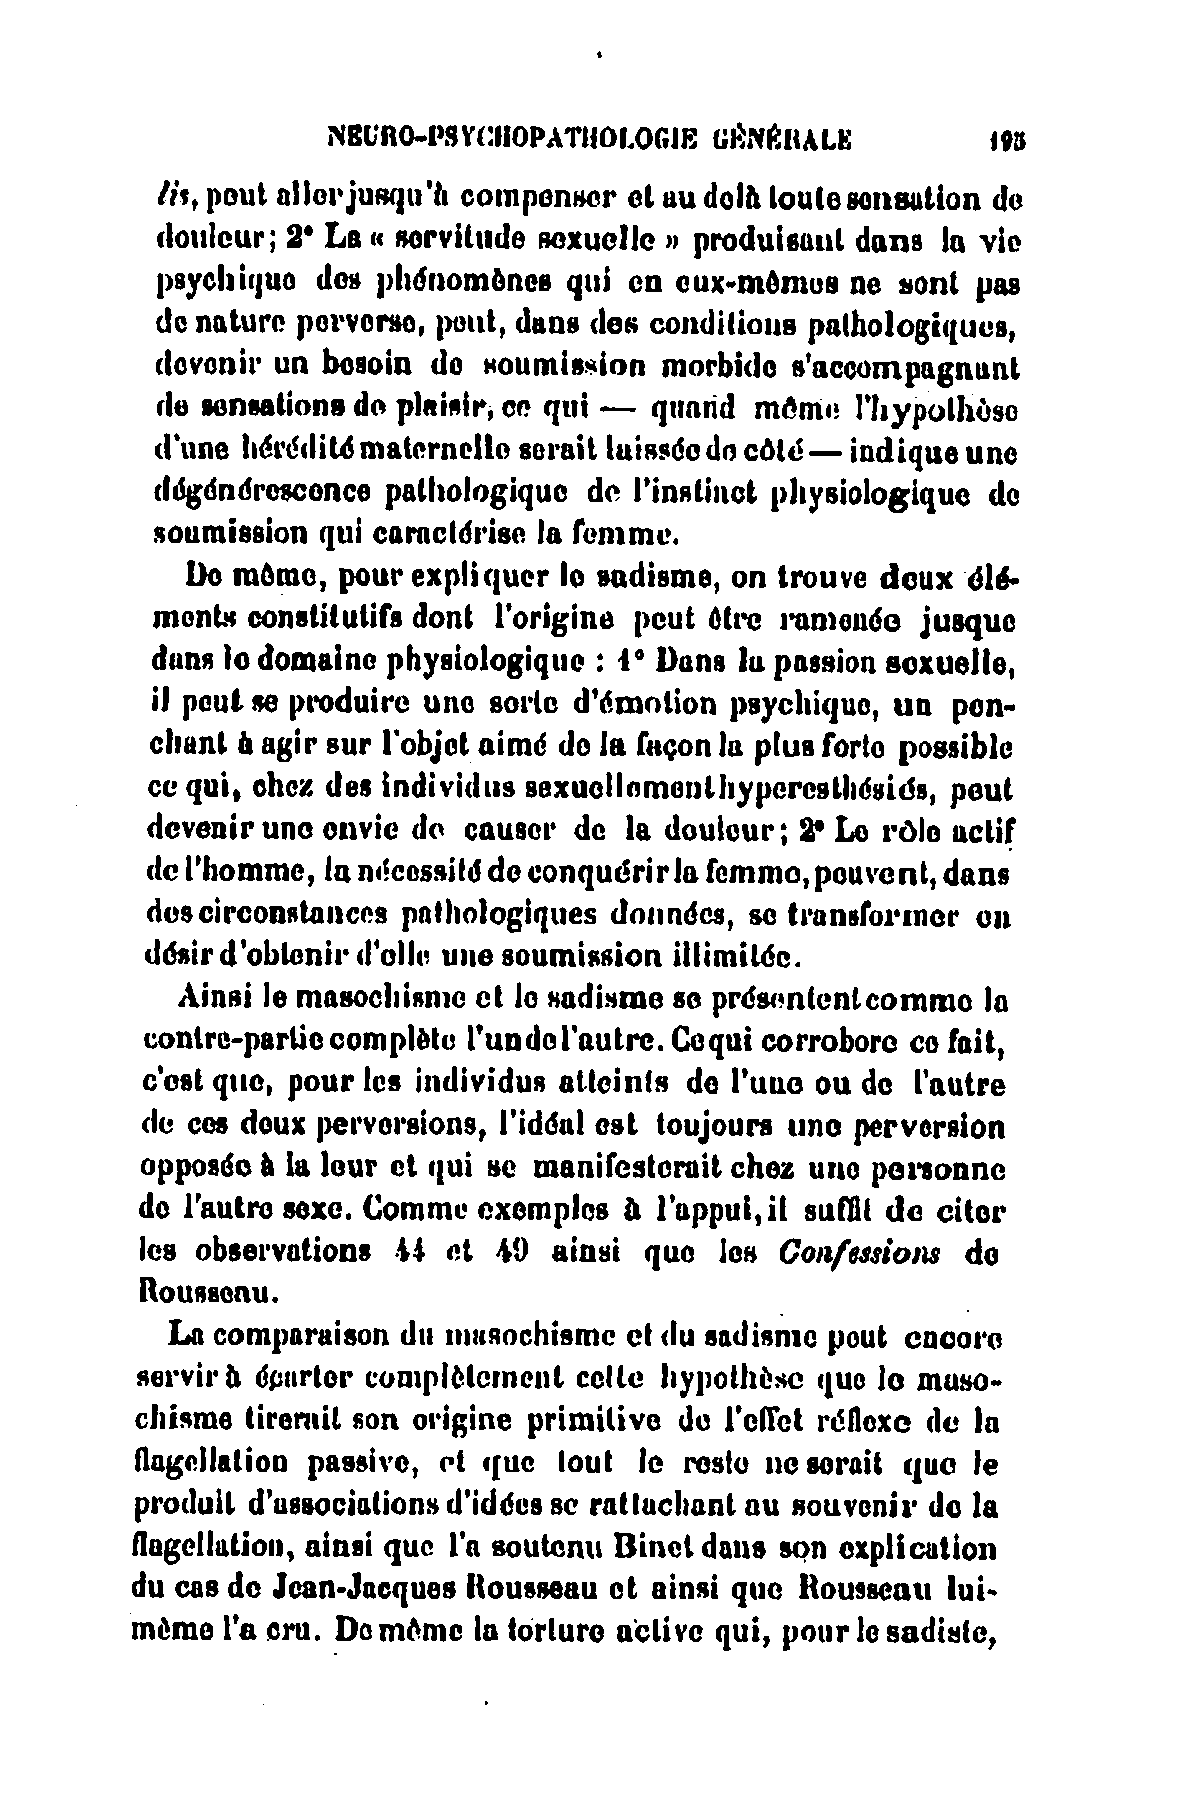 NEURO-PSYCHOPATHOLOGIE GÉNÉRALE 195
lis, peut aller jusqu'à compenser et au delà toute sensation de
douleur; 2° La « servitude sexuelle » produisant dans la vie
psychique des phénomènes qui en eux-mêmes ne sont pas
de nature perverse, peut, dans des conditions pathologiques,
devenir un besoin de soumission morbide s'accompagnant
de sensations de plaisir, ce qui — quand même l'hypothèse
d'une hérédité maternelle serait laissée de côté — indique une
dégénérescence pathologique de l'instinct physiologique de
soumission qui caractérise la femme.
De même, pour expliquer le sadisme, on trouve deux élé-
ments constitutifs dont l'origine peut être ramenée jusque
dans le domaine physiologique : 1° Dans la passion sexuelle,
il peut se produire une sorte d'émotion psychique, un pen-
chant à agir sur l'objet aimé de la façon la plus forte possible
ce qui, chez des individus sexuellement hyperesthésiés, peut
devenir une envie de causer de la douleur; 2° Le rôle actif
de l'homme, la nécessité de conquérir la femme, peuvent, dans
des circonstances pathologiques données, se transformer en
désir d'obtenir d'elle une soumission illimitée.
Ainsi le masochisme et le sadisme se présentent comme la
contre-partie complète l'un de l'autre. Ce qui corrobore ce fait,
c'est que, pour les individus atteints de l'une ou de l'autre
de ces deux perversions, l'idéal est toujours une perversion
opposée à la leur et qui se manifesterait chez une personne
de l'autre sexe. Comme exemples à l'appui, il suffit de citer
les observations 44 et 49 ainsi que les Confessions de
Rousseau.
La comparaison du masochisme et du sadisme peut encore
servir à écarter complètement cette hypothèse que le maso-
chisme tirerait son origine primitive de l'effet réflexe de la
flagellation passive, et que tout le reste ne serait que le
produit d'associations d'idées se rattachant au souvenir de la
flagellation, ainsi que l'a soutenu Binet dans son explication
du cas de Jean-Jacques Rousseau et ainsi que Rousseau lui-
même l'a cru. De même la torture active qui, pour le sadiste,